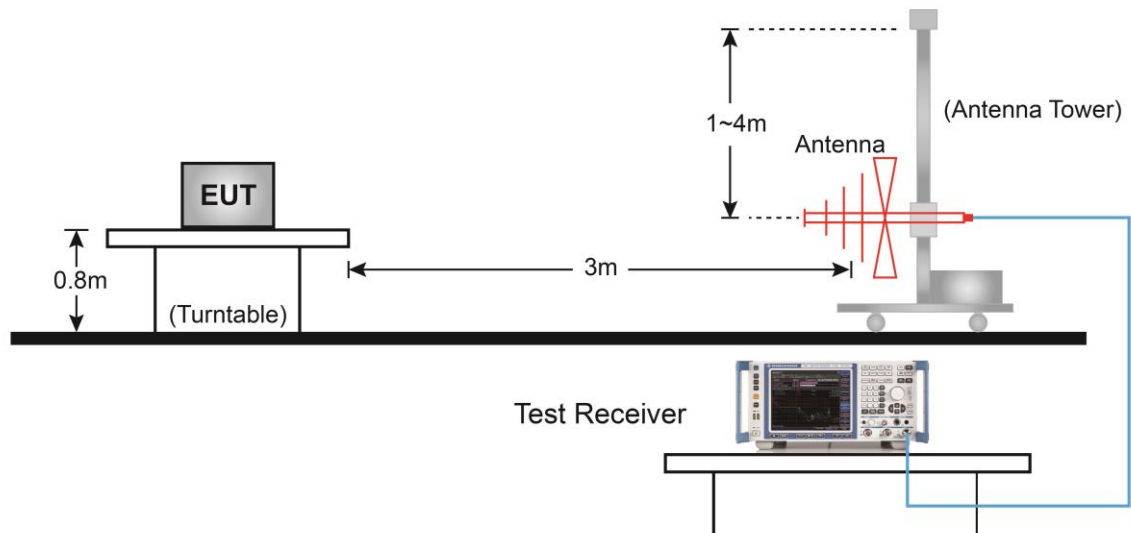 1~4m
(Antenna Tower)
Antenna
EUT
3m
0.8m
(Turntable)
Test Receiver